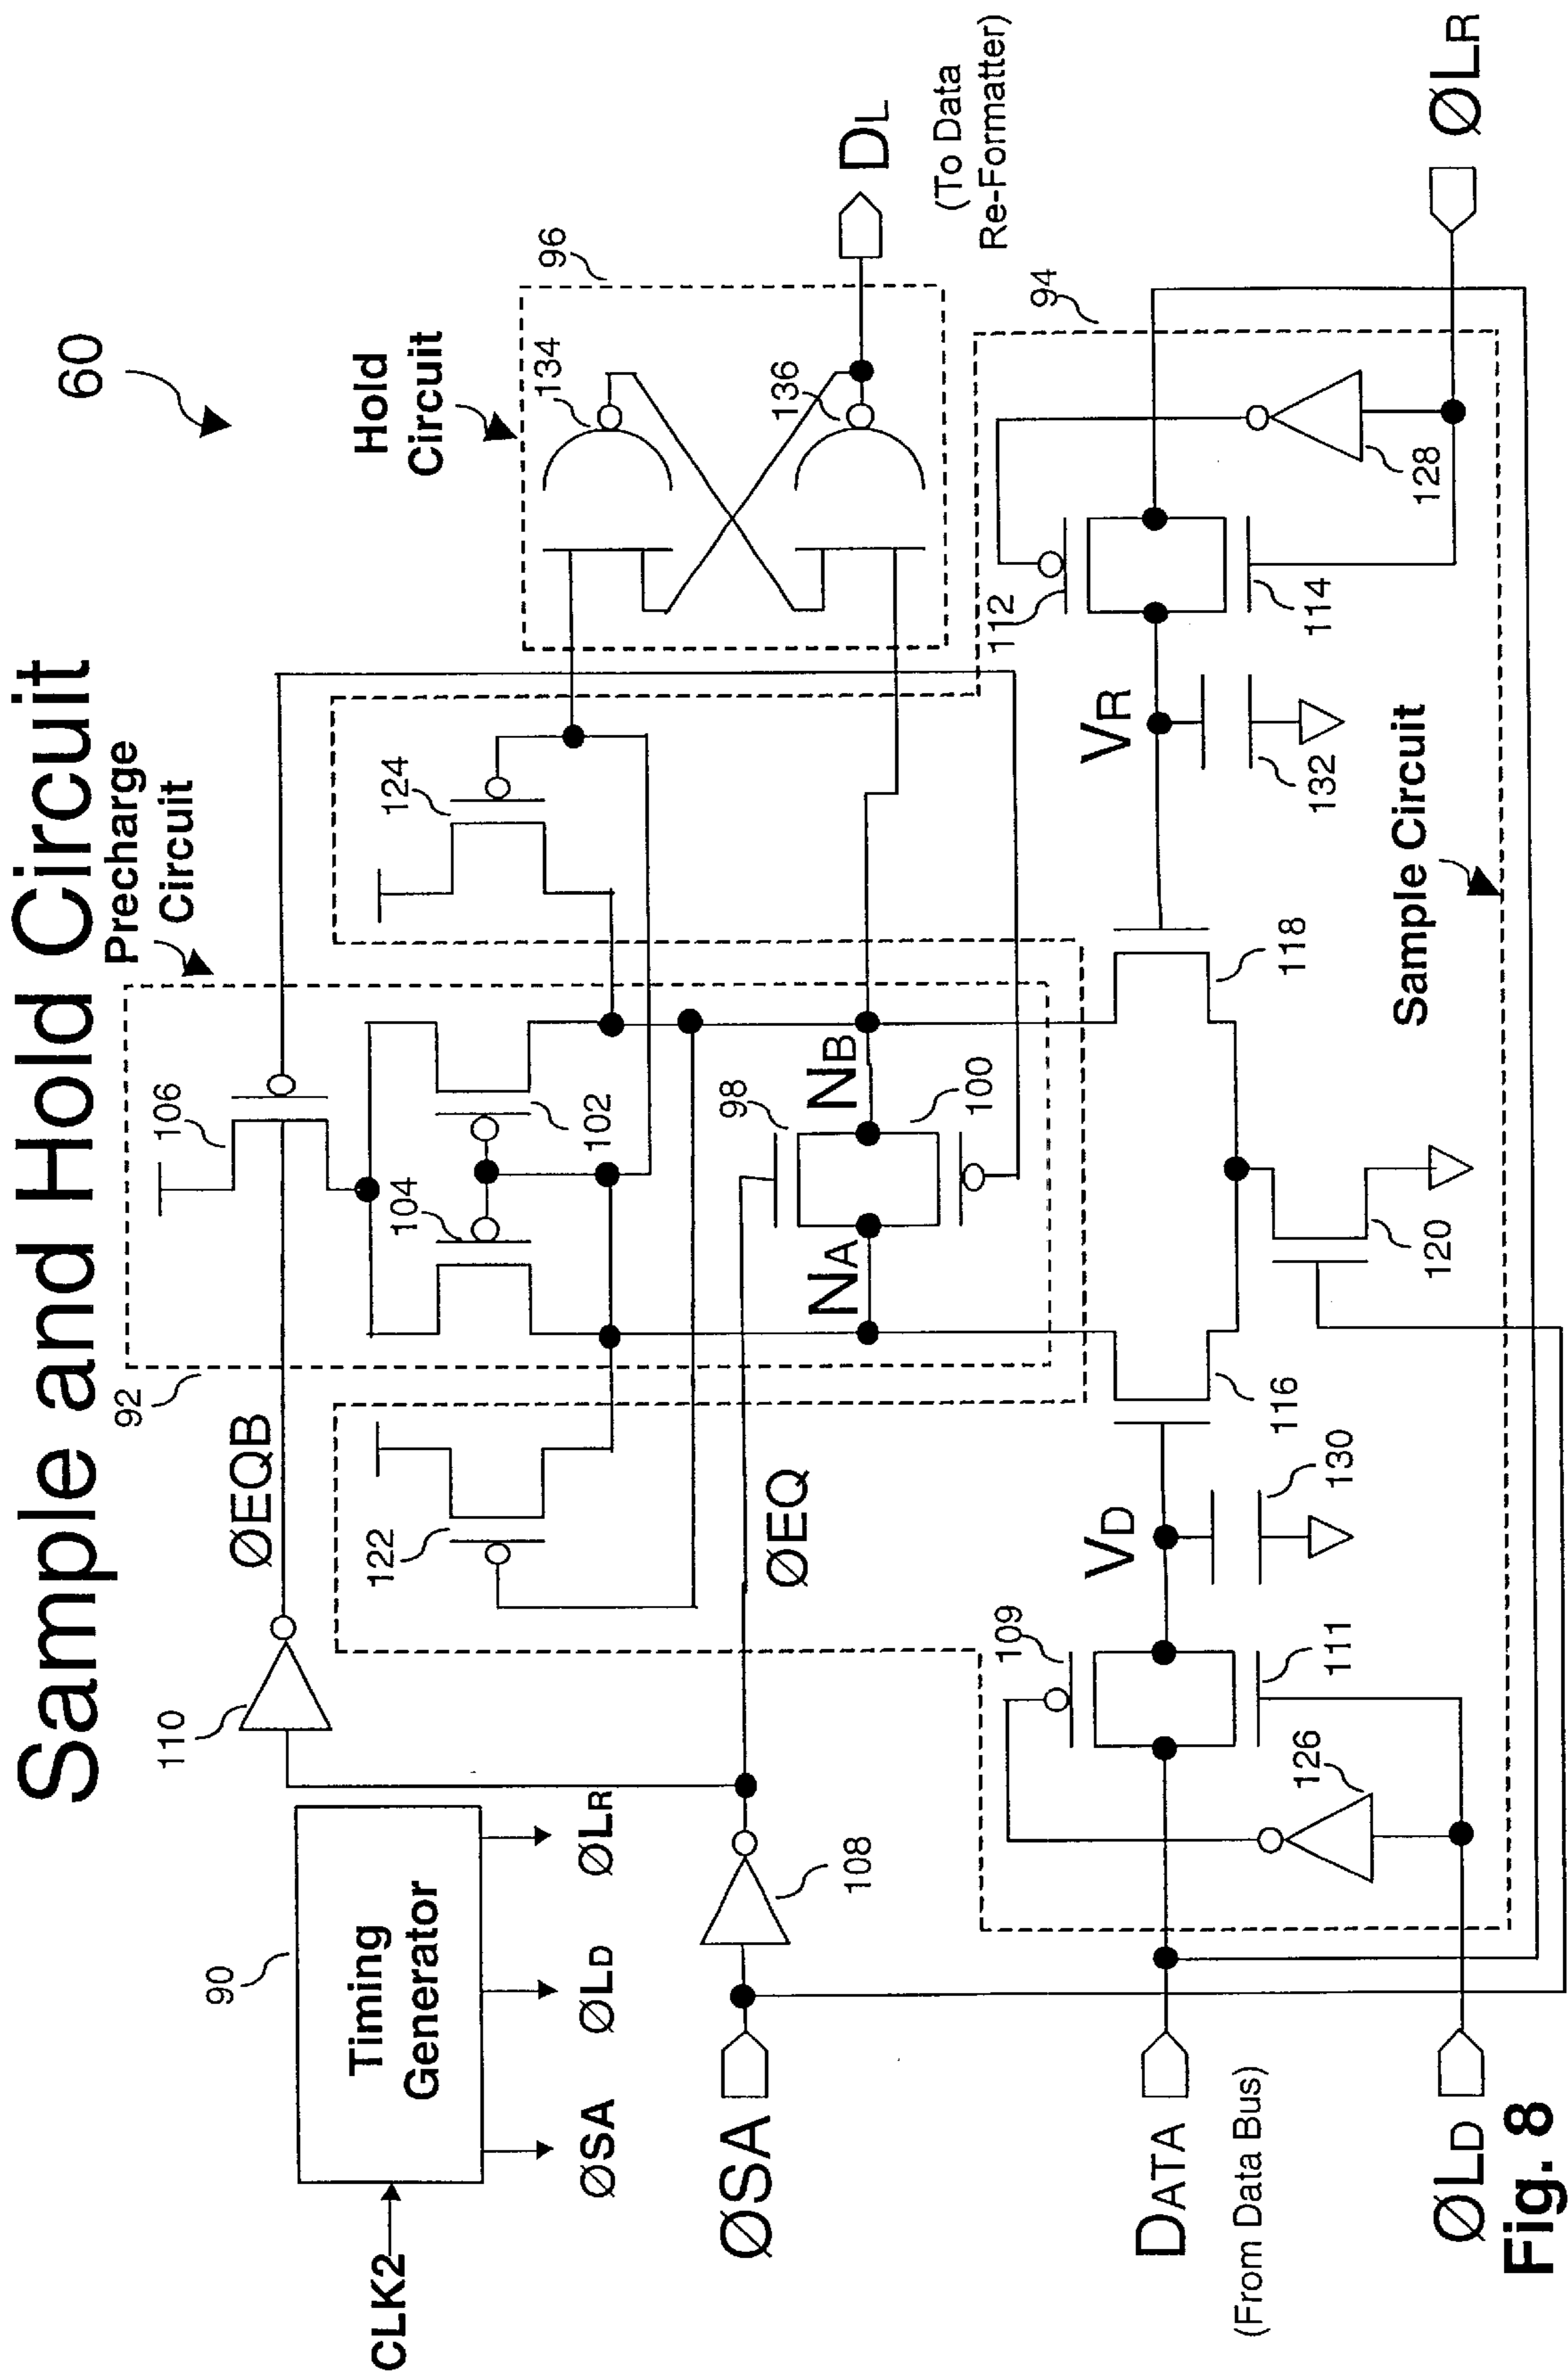 Sample and Hold Circuit
60
Precharge
Circuit
92
106
ØEQB
110
104
102
122
124
Hold
Circuit
96
134
136
DL
(To Data
Re-Formatter)
CLK2
Timing
Generator
90
ØSA
ØLD
ØLR
ØSA
108
ØEQ
98
NA
NB
100
94
DATA
(From Data Bus)
109
111
126
VD
130
116
118
120
VR
132
112
114
128
Sample Circuit
ØLD
ØLR
Fig. 8